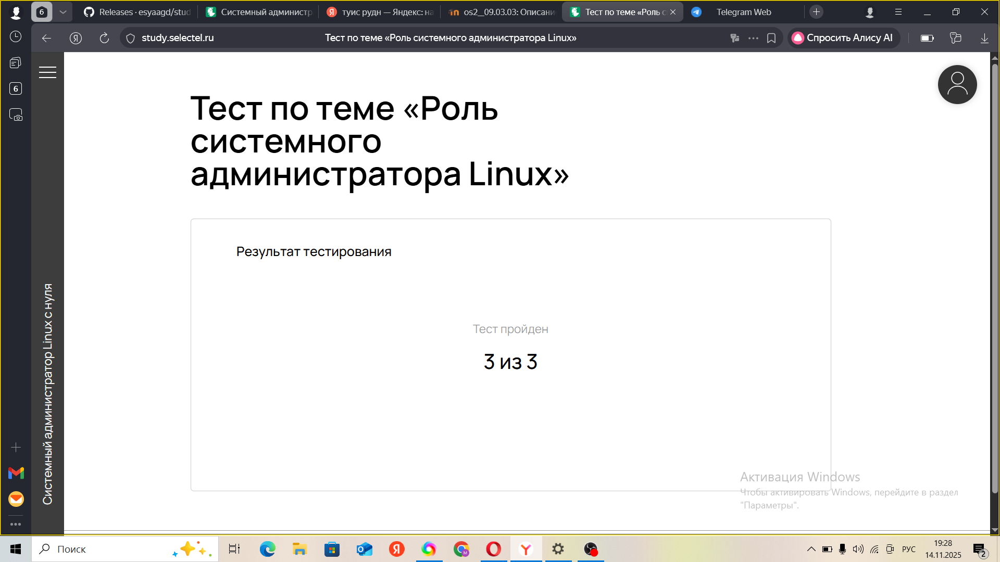 6
Releases · esyaagd/stud
Системный администр
туис рудн — Яндекс: на
os2__09.03.03: Описани
Тест по теме «Роль с
Telegram Web
study.selectel.ru
Тест по теме «Роль системного администратора Linux»
Спросить Алису AI
6
Тест по теме «Роль
системного
администратора Linux»
Результат тестирования
Тест пройден
3 из 3
Системный администратор Linux с нуля
Активация Windows
Чтобы активировать Windows, перейдите в раздел
"Параметры".
Поиск
РУС
19:28
14.11.2025
2